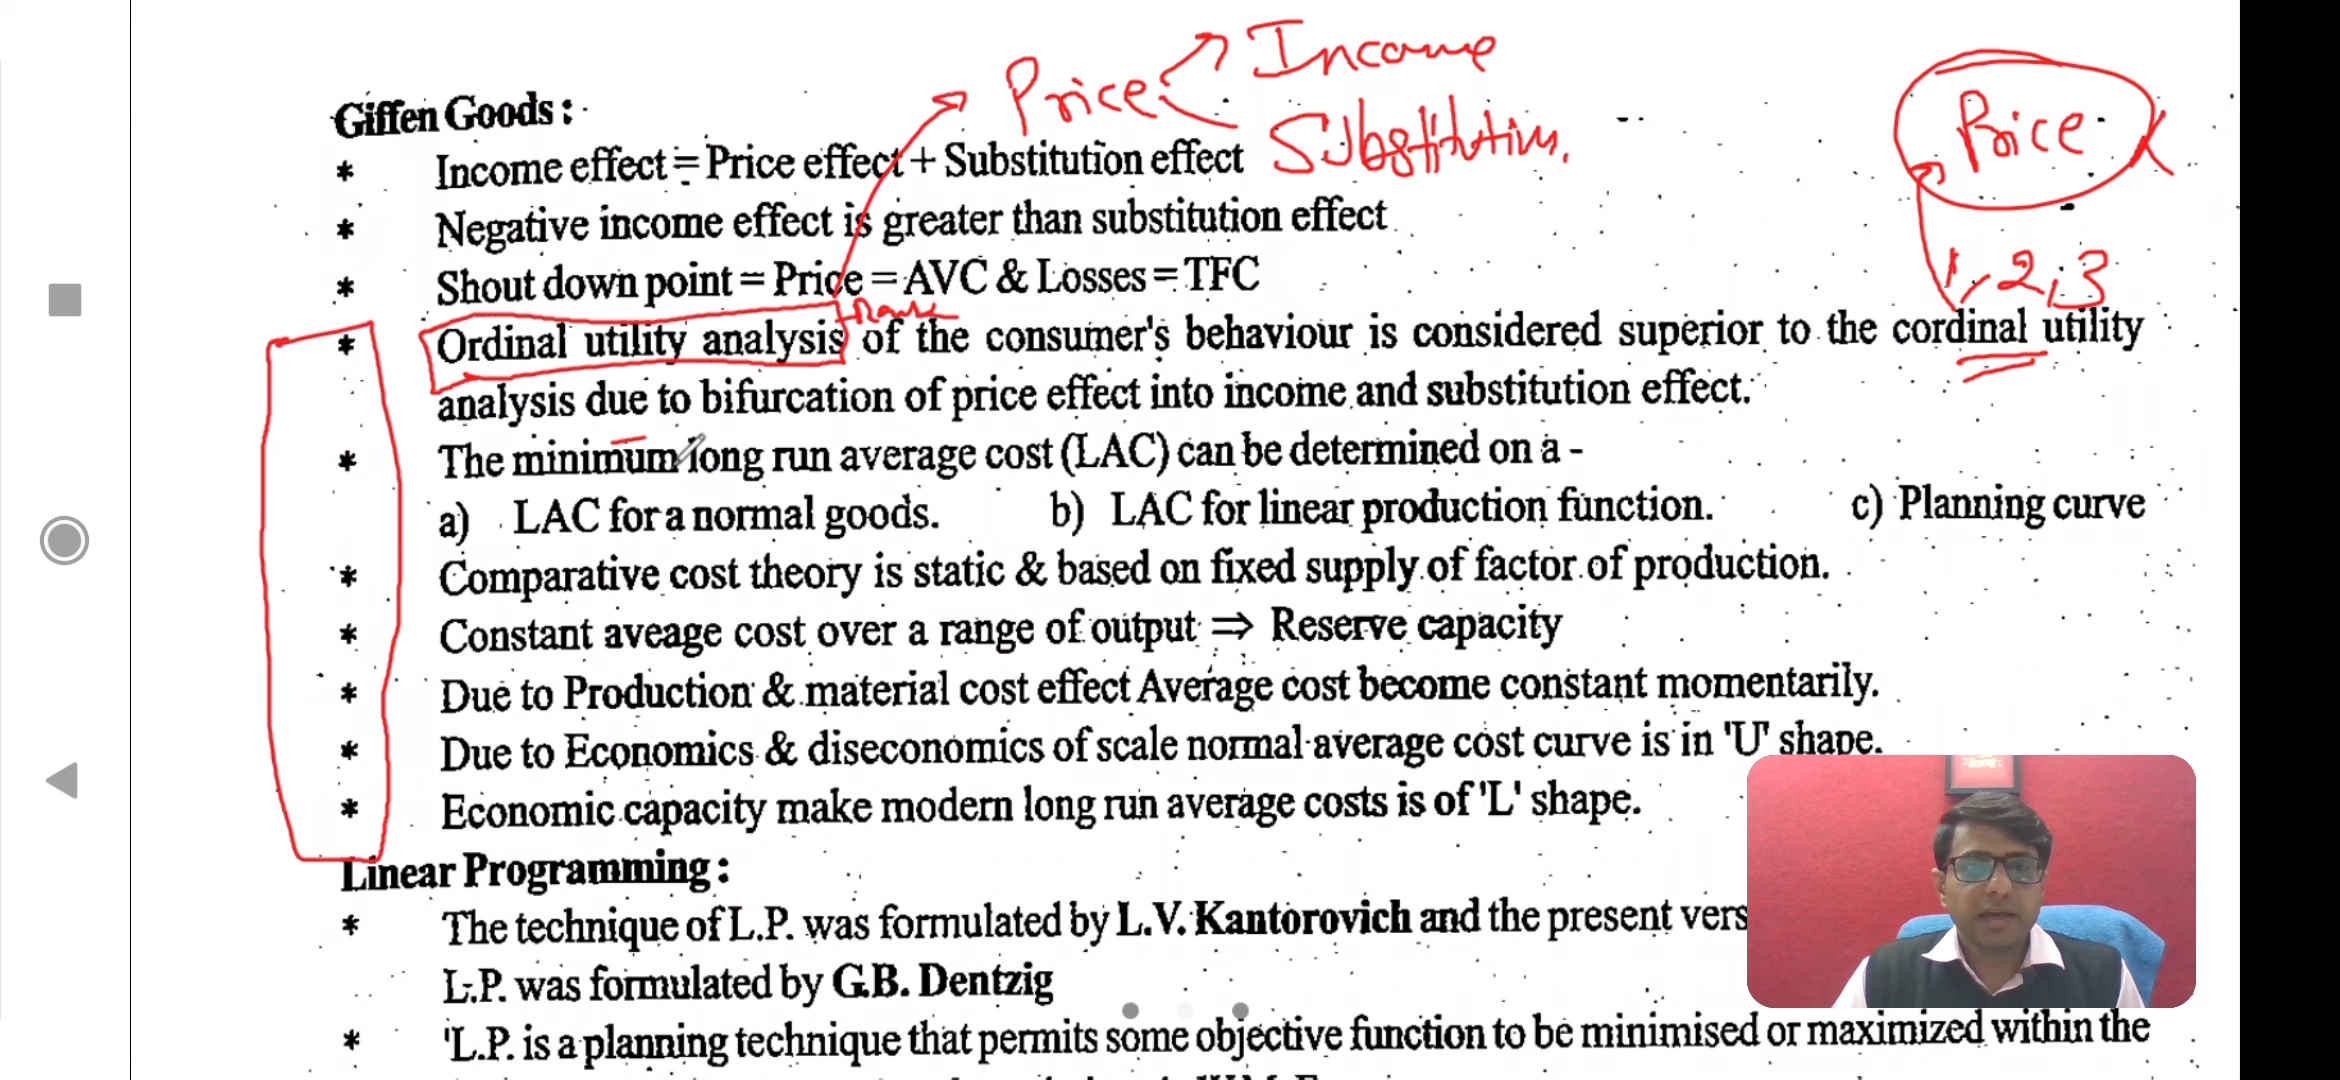 Price Income
Substitution.
Price
1, 2, 3
Giffen Goods :
* Income effect = Price effect + Substitution effect
* Negative income effect is greater than substitution effect
* Shout down point = Price = AVC & Losses = TFC
Rank
* Ordinal utility analysis of the consumer's behaviour is considered superior to the cordinal utility
analysis due to bifurcation of price effect into income and substitution effect.
* The minimum long run average cost (LAC) can be determined on a -
a) LAC for a normal goods. b) LAC for linear production function. c) Planning curve
* Comparative cost theory is static & based on fixed supply of factor of production.
* Constant aveage cost over a range of output ⇒ Reserve capacity
* Due to Production & material cost effect Average cost become constant momentarily.
* Due to Economics & diseconomics of scale normal average cost curve is in 'U' shape.
* Economic capacity make modern long run average costs is of 'L' shape.
Linear Programming :
* The technique of L.P. was formulated by L.V. Kantorovich and the present vers
L.P. was formulated by G.B. Dentzig
* 'L.P. is a planning technique that permits some objective function to be minimised or maximized within the